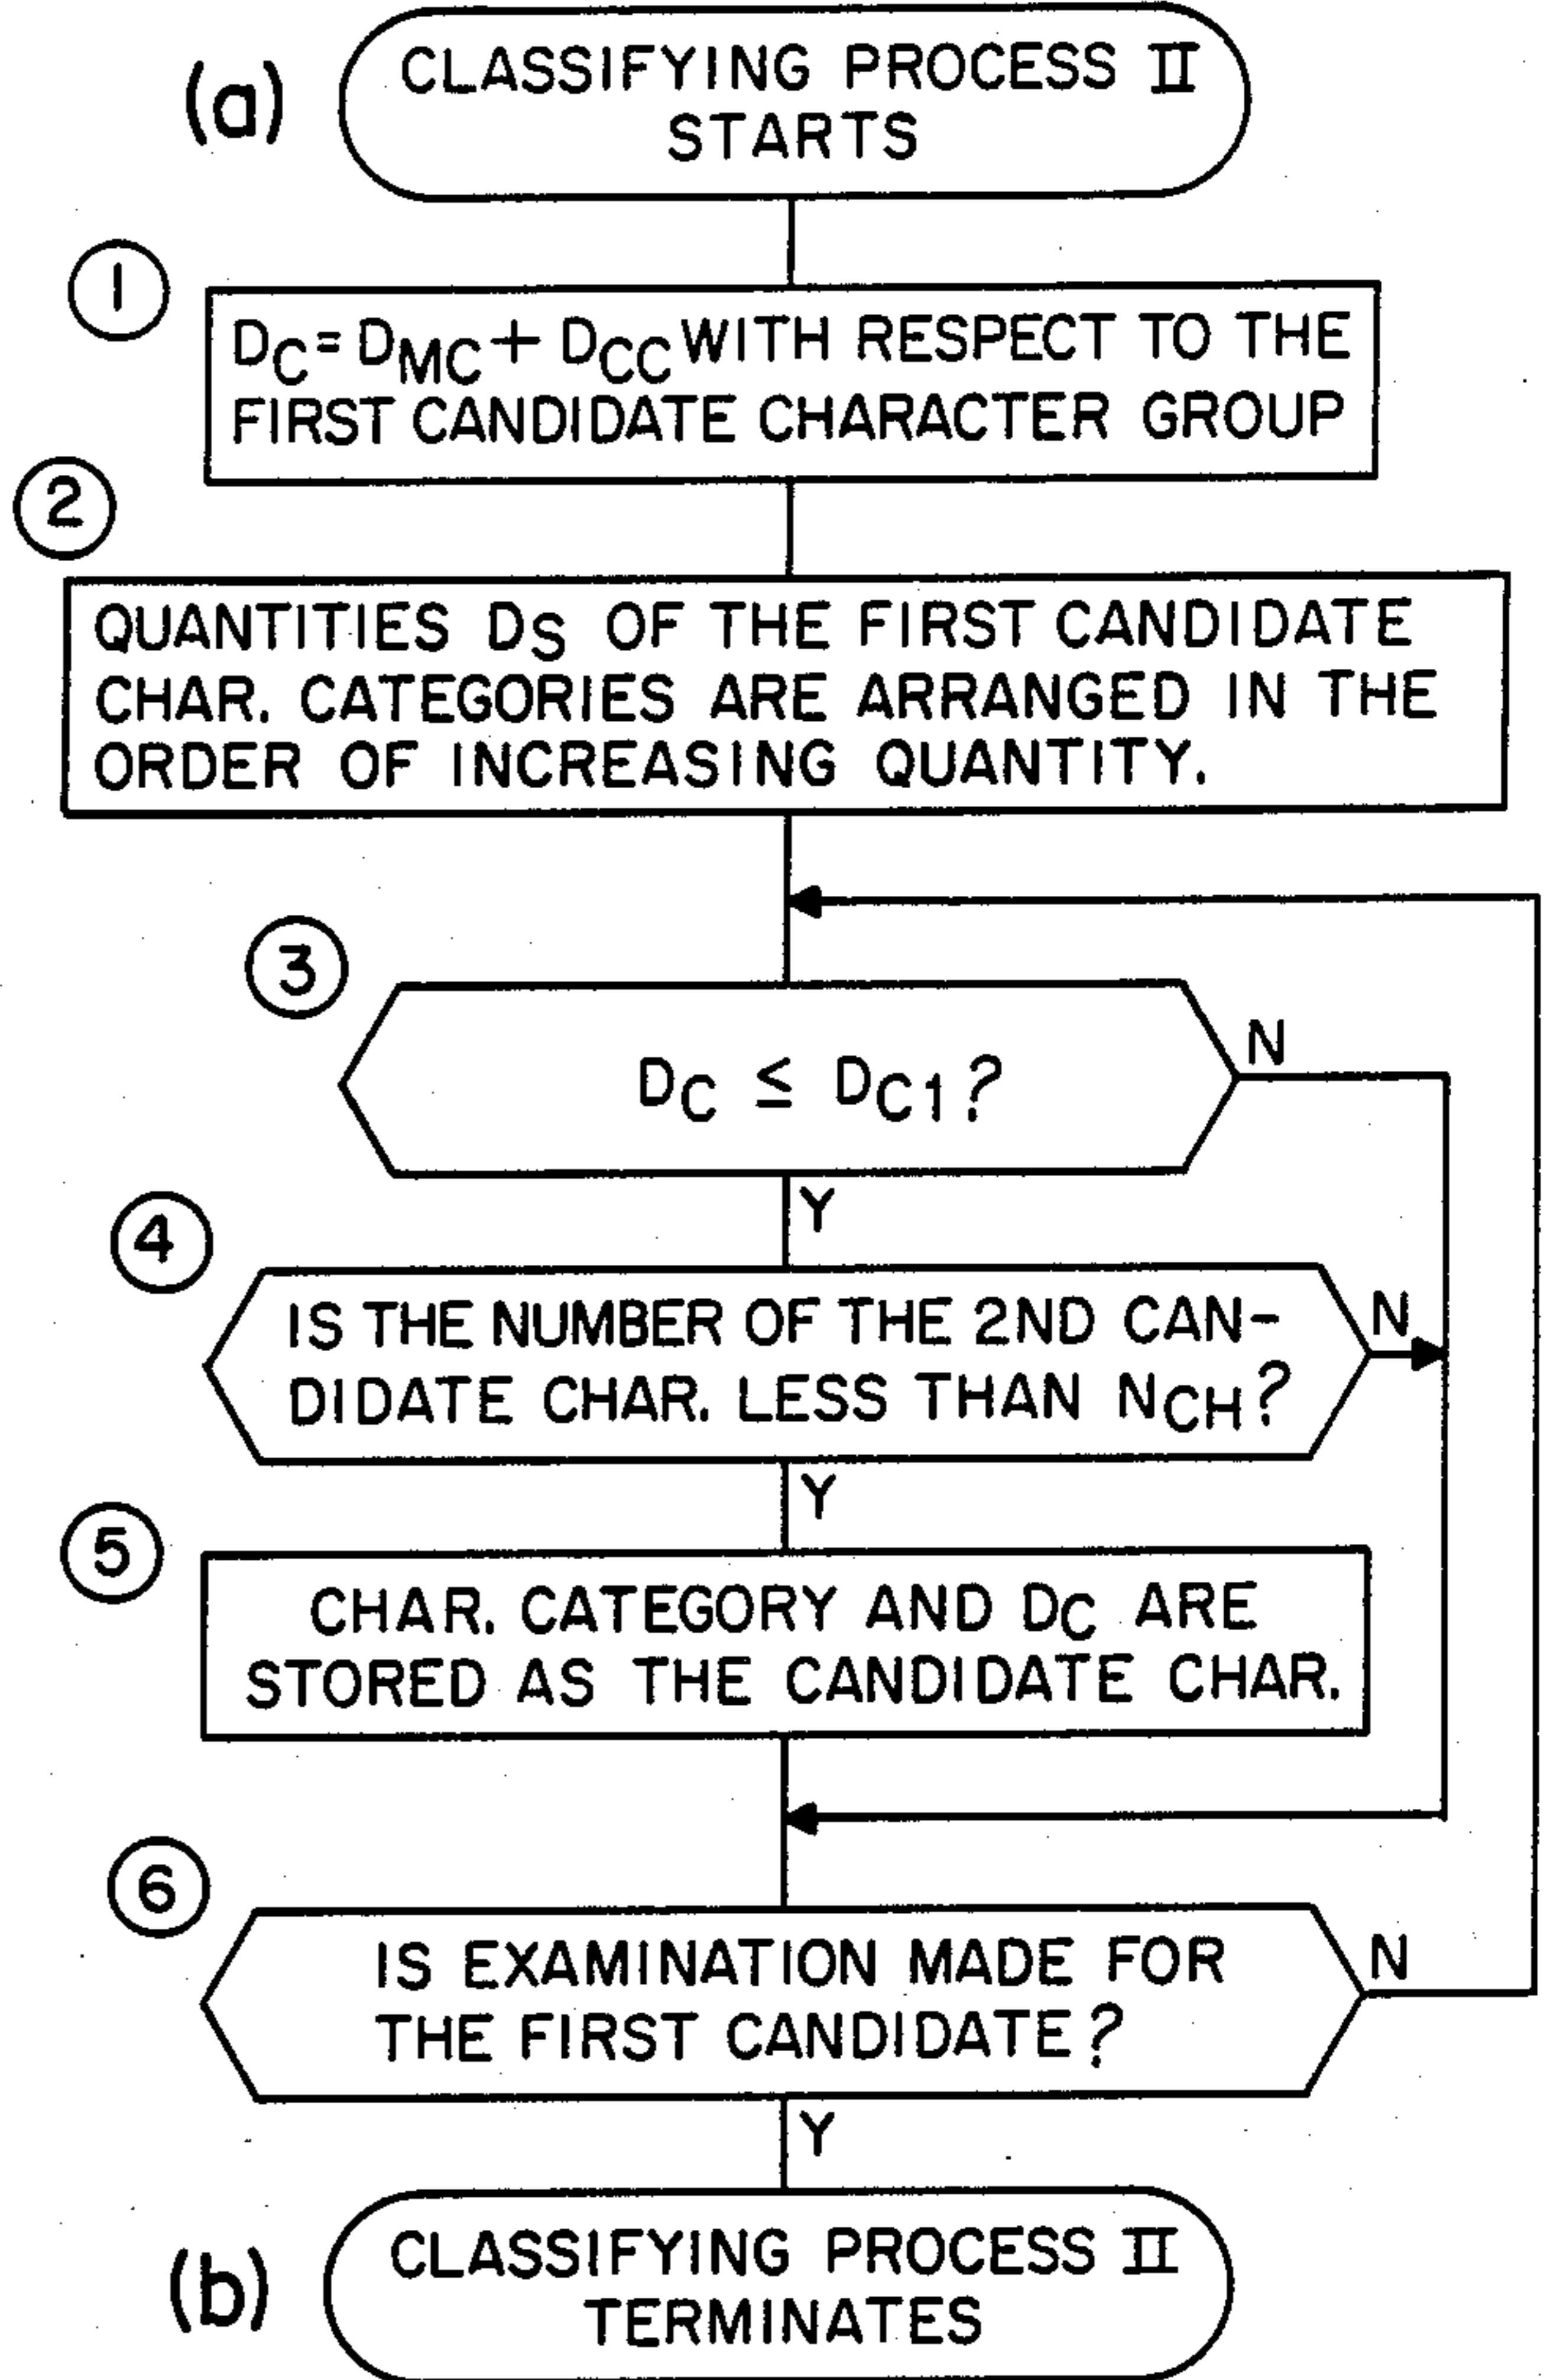 (a)
CLASSIFYING PROCESS II
STARTS
1
DC = DMC + DCC WITH RESPECT TO THE
FIRST CANDIDATE CHARACTER GROUP
2
QUANTITIES DS OF THE FIRST CANDIDATE
CHAR. CATEGORIES ARE ARRANGED IN THE
ORDER OF INCREASING QUANTITY.
3
DC ≤ DC1 ?
N
Y
4
IS THE NUMBER OF THE 2ND CAN-
DIDATE CHAR. LESS THAN NCH ?
N
Y
5
CHAR. CATEGORY AND DC ARE
STORED AS THE CANDIDATE CHAR.
6
IS EXAMINATION MADE FOR
THE FIRST CANDIDATE ?
N
Y
(b)
CLASSIFYING PROCESS II
TERMINATES